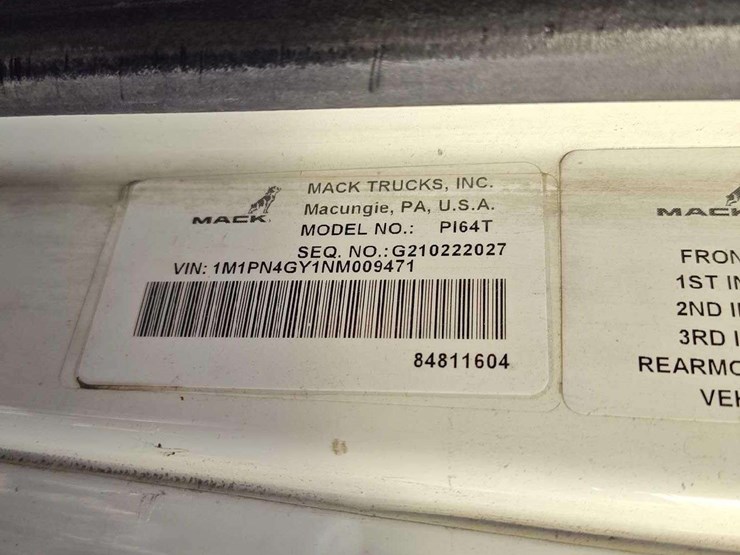 MACK
MACK TRUCKS, INC.
Macungie, PA, U.S.A.
MODEL NO.: PI64T
SEQ. NO.:G210222027
VIN: 1M1PN4GY1NM009471
84811604
MACK
FRON
1ST IN
2ND I
3RD I
REARMO
VEH